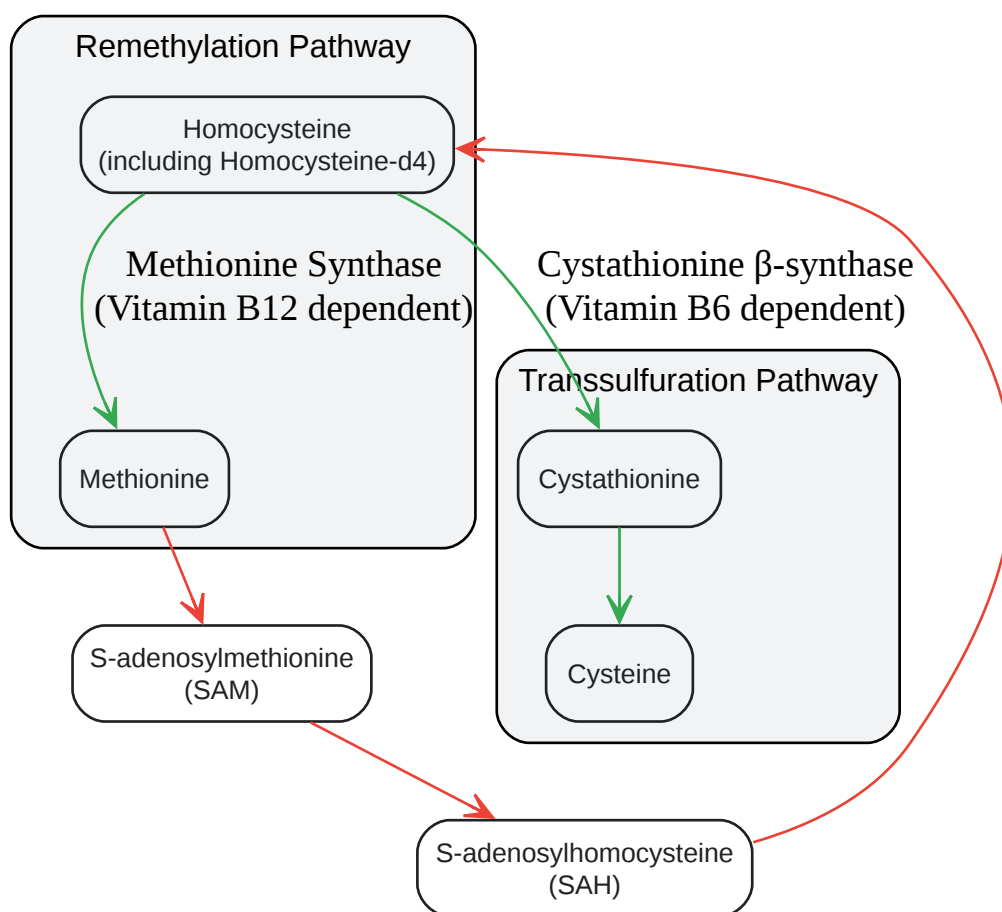 Remethylation Pathway
Homocysteine
(including Homocysteine-d4)
Methionine Synthase
(Vitamin B12 dependent)
Cystathionine β-synthase
(Vitamin B6 dependent)
Transsulfuration Pathway
Methionine
Cystathionine
S-adenosylmethionine
(SAM)
Cysteine
S-adenosylhomocysteine
(SAH)